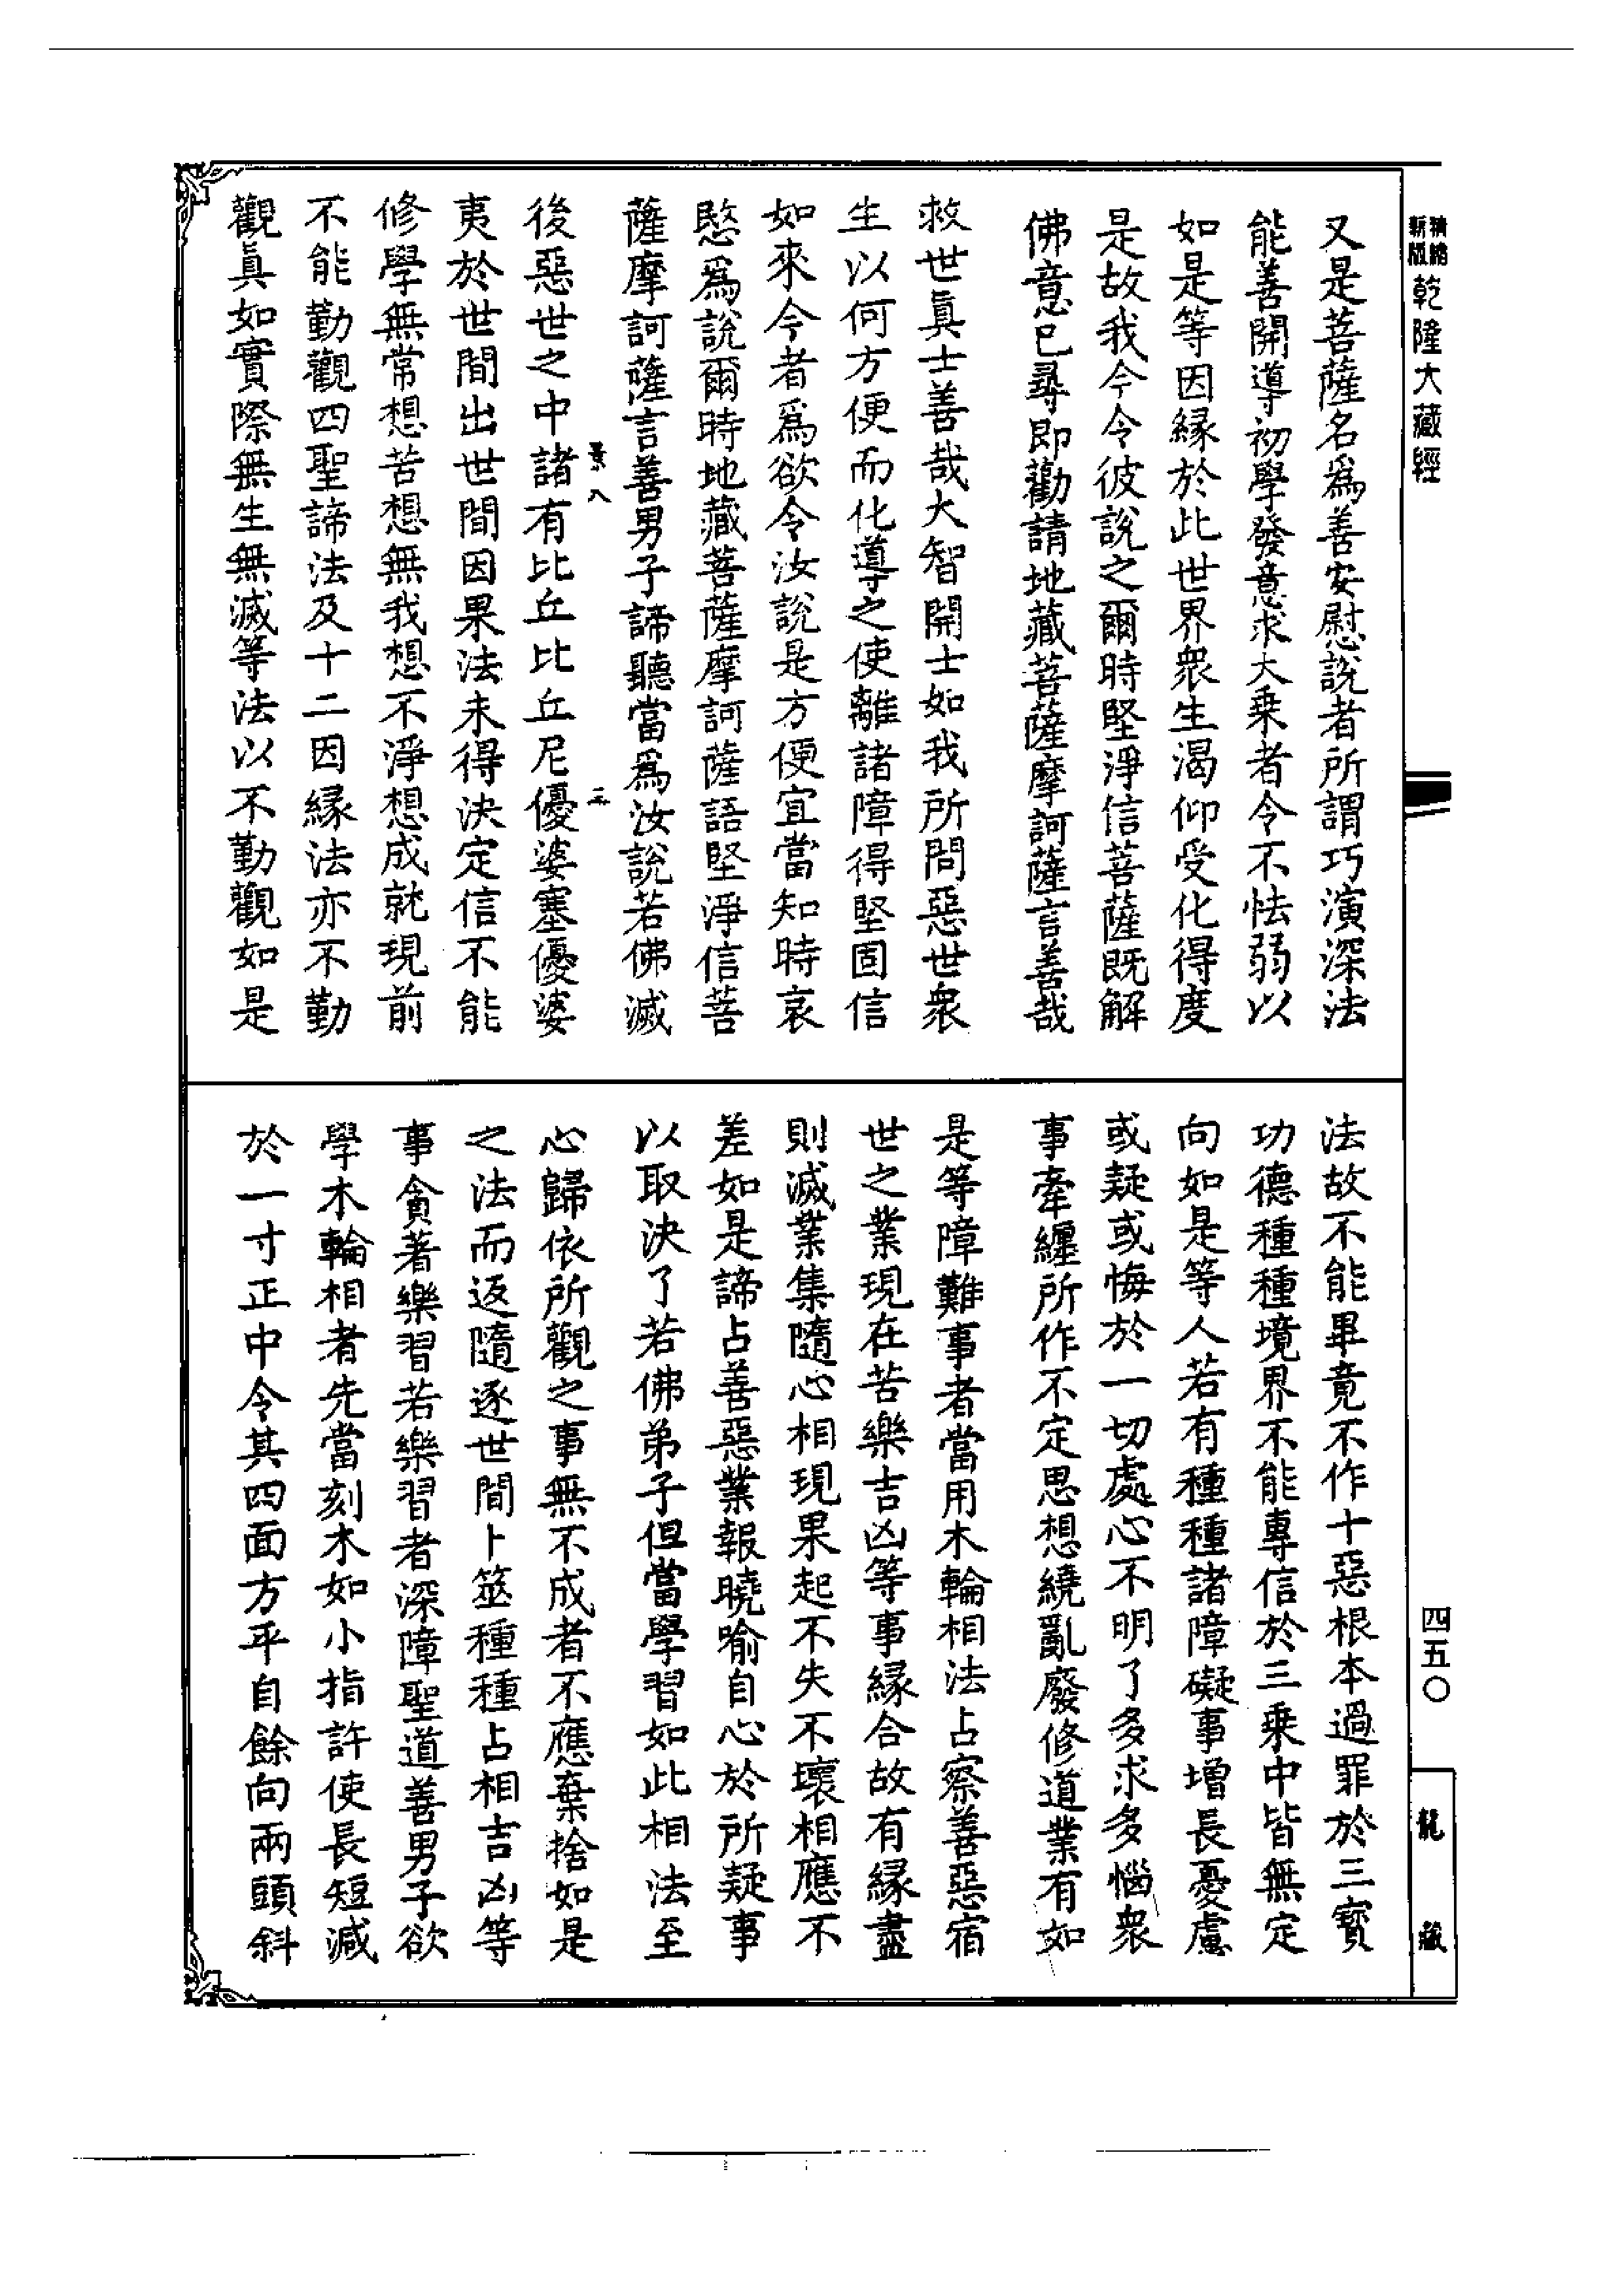 新版精縮
乾隆大藏經
又是菩薩名爲善安慰說者所謂巧演深法
能善開導初學發意求大乗者令不怯弱以
如是等因縁於此世界衆生渴仰受化得度
是故我今令彼說之爾時堅淨信菩薩既解
佛意已尋即勸請地藏菩薩摩訶薩言善哉
救世眞士善哉大智開士如我所問惡世衆
生以何方便而化導之使離諸障得堅固信
如來今者爲欲令汝說是方便宜當知時哀
愍爲說爾時地藏菩薩摩訶薩語堅淨信菩
薩摩訶薩言善男子諦聽當爲汝說若佛滅
後惡世之中諸有比丘比丘尼優婆塞優婆
夷於世間出世間因果法未得決定信不能
修學無常想苦想無我想不淨想成就現前
不能勤觀四聖諦法及十二因縁法亦不勤
觀眞如實際無生無滅等法以不勤觀如是
法故不能畢竟不作十惡根本過罪於三寳
功德種種境界不能專信於三乗中皆無定
向如是等人若有種種諸障礙事增長憂慮
或疑或悔於一切處心不明了多求多惱衆
事牽纏所作不定思想繞亂廢修道業有如
是等障難事者當用木輪相法占察善惡宿
世之業現在苦樂吉凶等事縁合故有縁盡
則滅業集隨心相現果起不失不壞相應不
差如是諦占善惡業報曉喻自心於所疑事
以取決了若佛弟子但當學習如此相法至
心歸依所觀之事無不成者不應棄捨如是
之法而返隨逐世間卜筮種種占相吉凶等
事貪著樂習若樂習者深障聖道善男子欲
學木輪相者先當刻木如小指許使長短減
於一寸正中令其四面方平自餘向兩頭斜
四五〇
龍藏